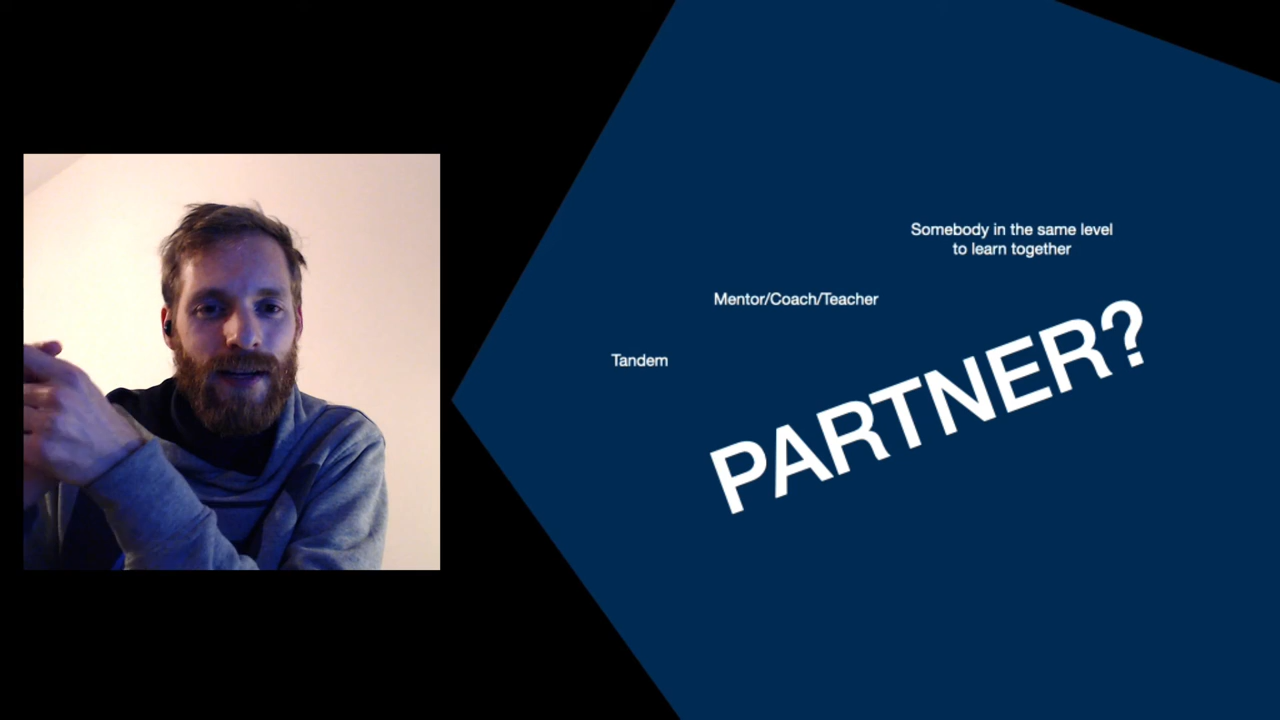 Somebody in the same level
to learn together
Mentor/Coach/Teacher
Tandem
PARTNER?